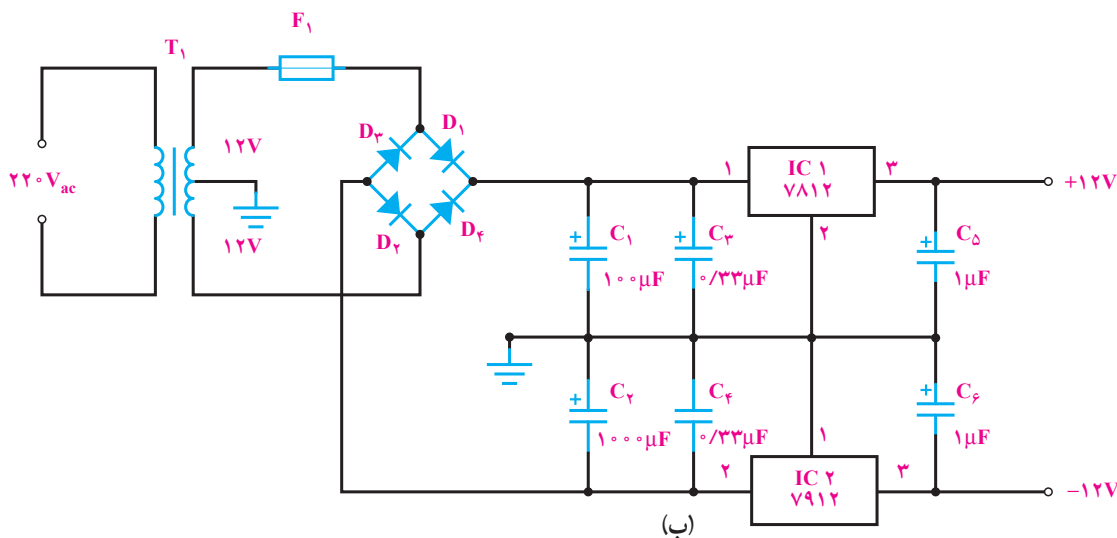 T۱
F۱
۲۲۰Vac
۱۲V
۱۲V
D۳
D۱
D۲
D۴
۱
IC ۱
۷۸۱۲
۳
۲
+۱۲V
+
C۱
۱۰۰μF
+
C۳
۰/۳۳μF
+
C۵
۱μF
+
C۲
۱۰۰۰μF
C۴
۰/۳۳μF
+
C۶
۱μF
۱
۲
IC ۲
۷۹۱۲
۳
−۱۲V
(ب)